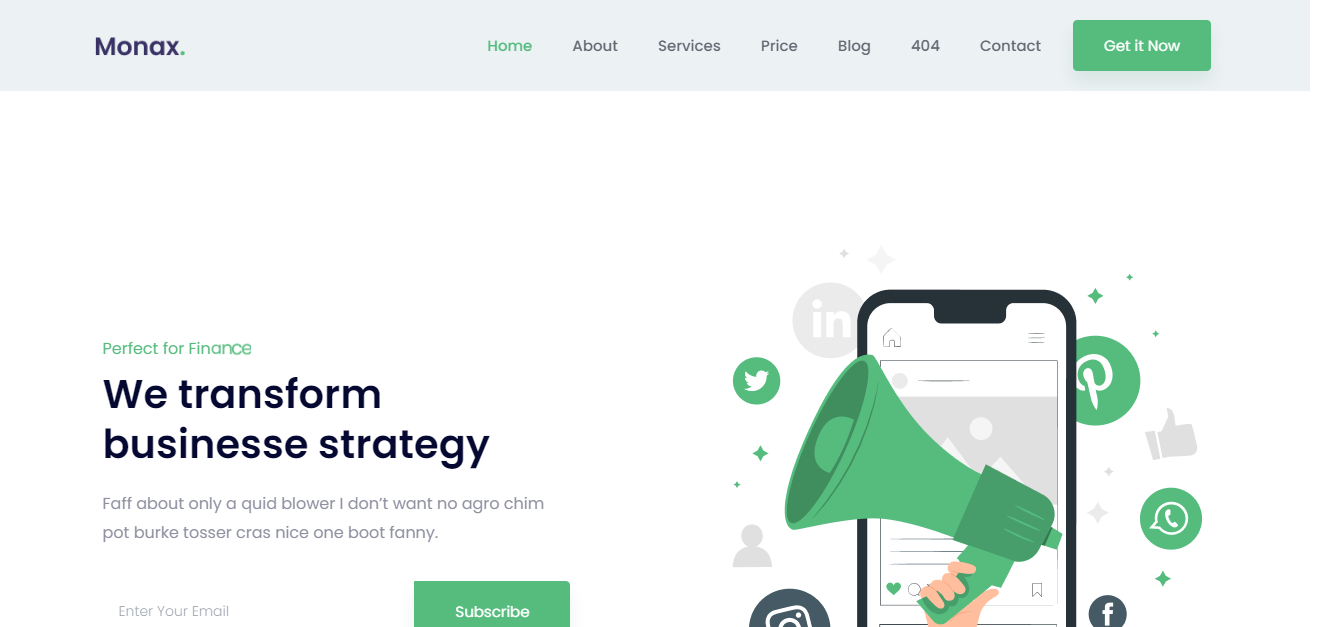 Monax.
Home About Services Price Blog 404 Contact Get it Now
Perfect for Finance
We transform
businesse strategy
Faff about only a quid blower I don’t want no agro chim
pot burke tosser cras nice one boot fanny.
Enter Your Email Subscribe
in
f